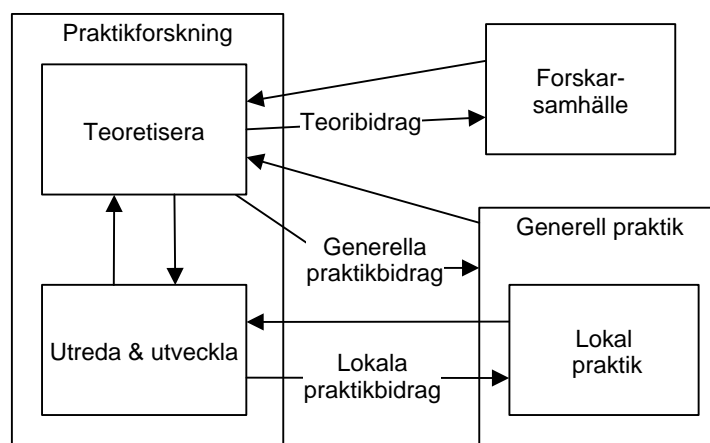 Praktikforskning
Teoretisera
Forskar-
samhälle
Teoribidrag
Generell praktik
Generella
praktikbidrag
Utreda & utveckla
Lokal
praktik
Lokala
praktikbidrag